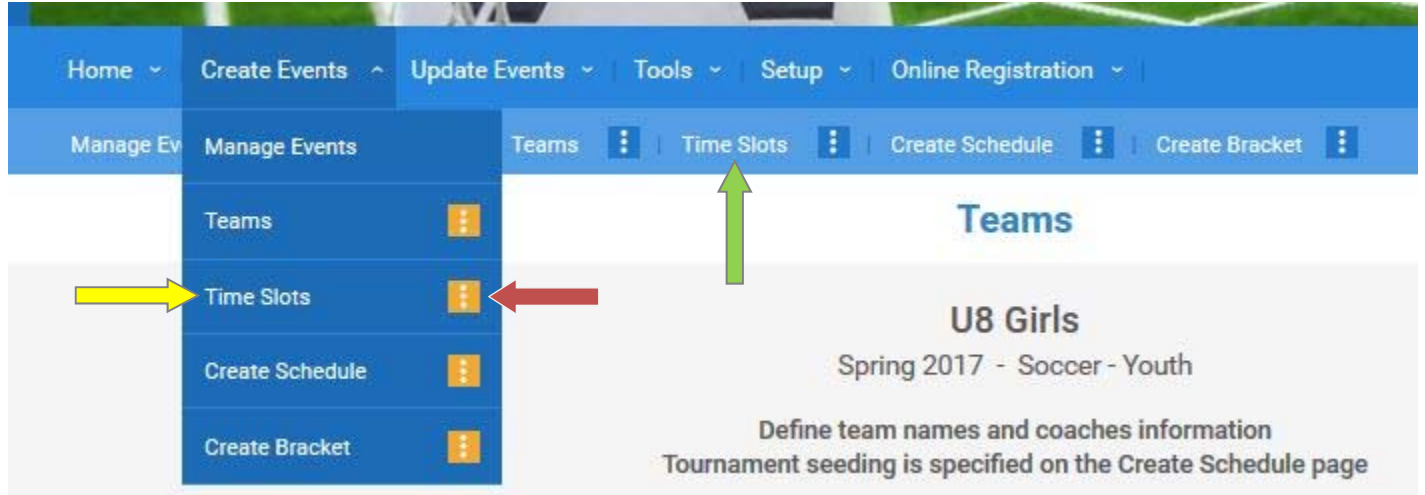 Home Create Events Update Events Tools Setup Online Registration
Manage Ev Teams Time Slots Create Schedule Create Bracket
Manage Events
Teams
Time Slots
Create Schedule
Create Bracket
Teams
U8 Girls
Spring 2017 - Soccer - Youth
Define team names and coaches information
Tournament seeding is specified on the Create Schedule page